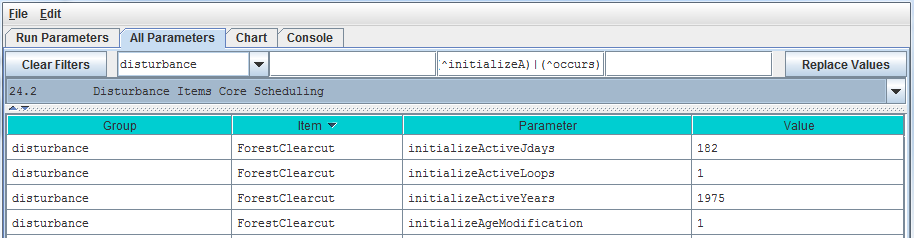 File Edit
Run Parameters All Parameters Chart Console
Clear Filters disturbance ^initializeA)|(^occurs) Replace Values
24.2 Disturbance Items Core Scheduling
Group Item Parameter Value
disturbance ForestClearcut initializeActiveJdays 182
disturbance ForestClearcut initializeActiveLoops 1
disturbance ForestClearcut initializeActiveYears 1975
disturbance ForestClearcut initializeAgeModification 1